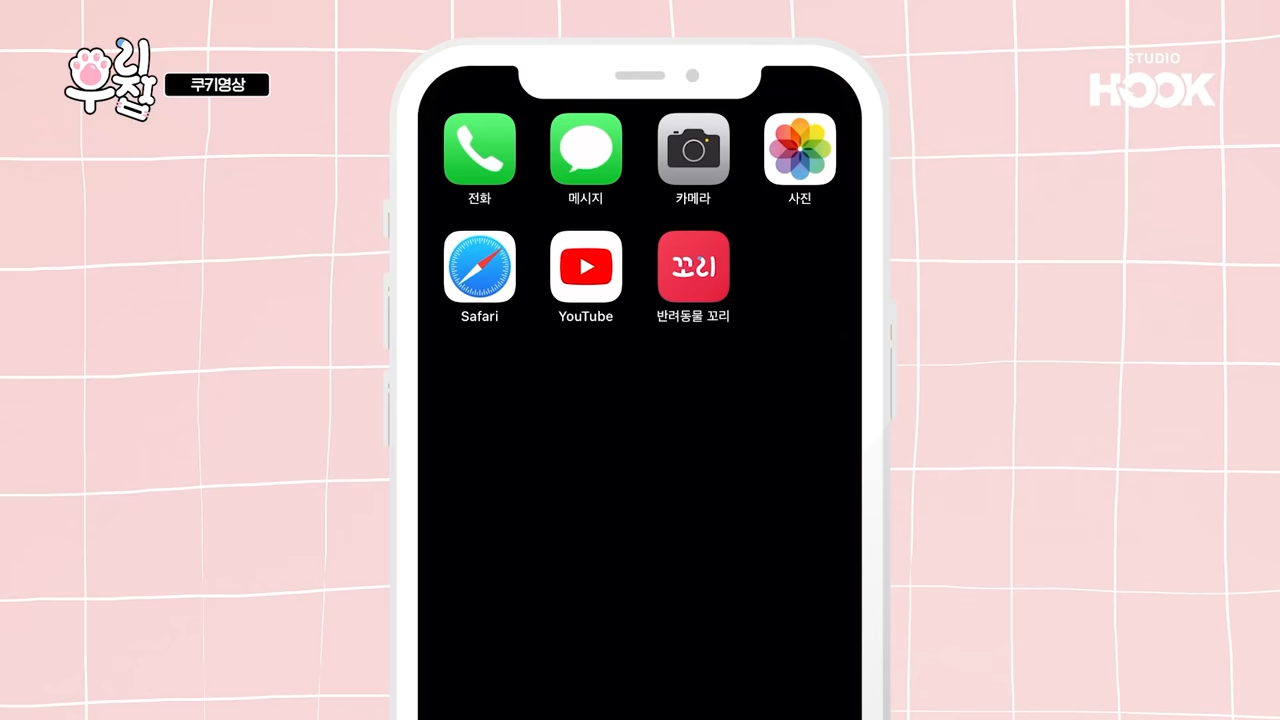 우리집
쿠키영상
STUDIO
HOOK
전화
메시지
카메라
사진
꼬리
Safari
YouTube
반려동물 꼬리